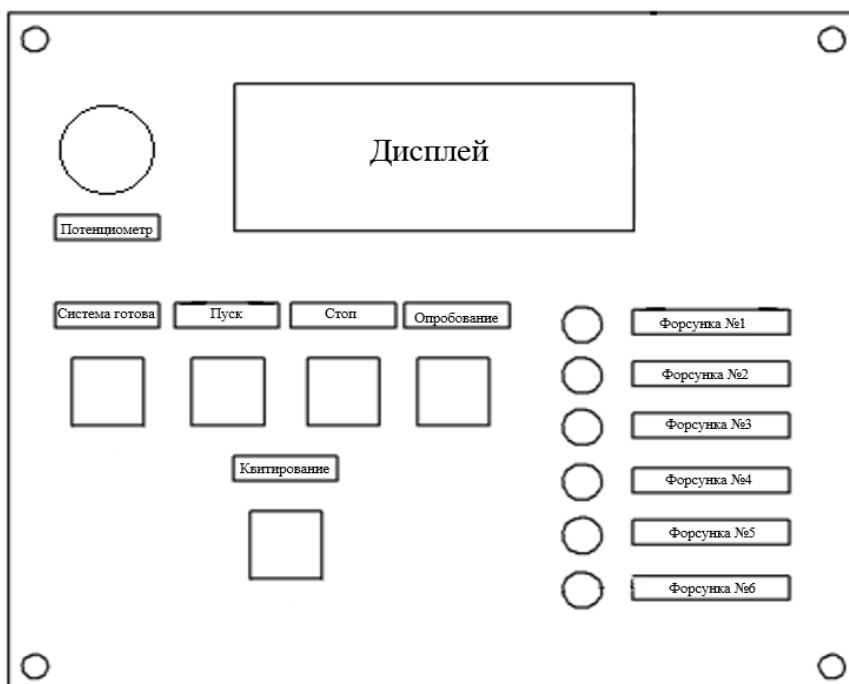 Дисплей
Потенциометр
Система готова
Пуск
Стоп
Опробование
Форсунка №1
Форсунка №2
Форсунка №3
Квитирование
Форсунка №4
Форсунка №5
Форсунка №6